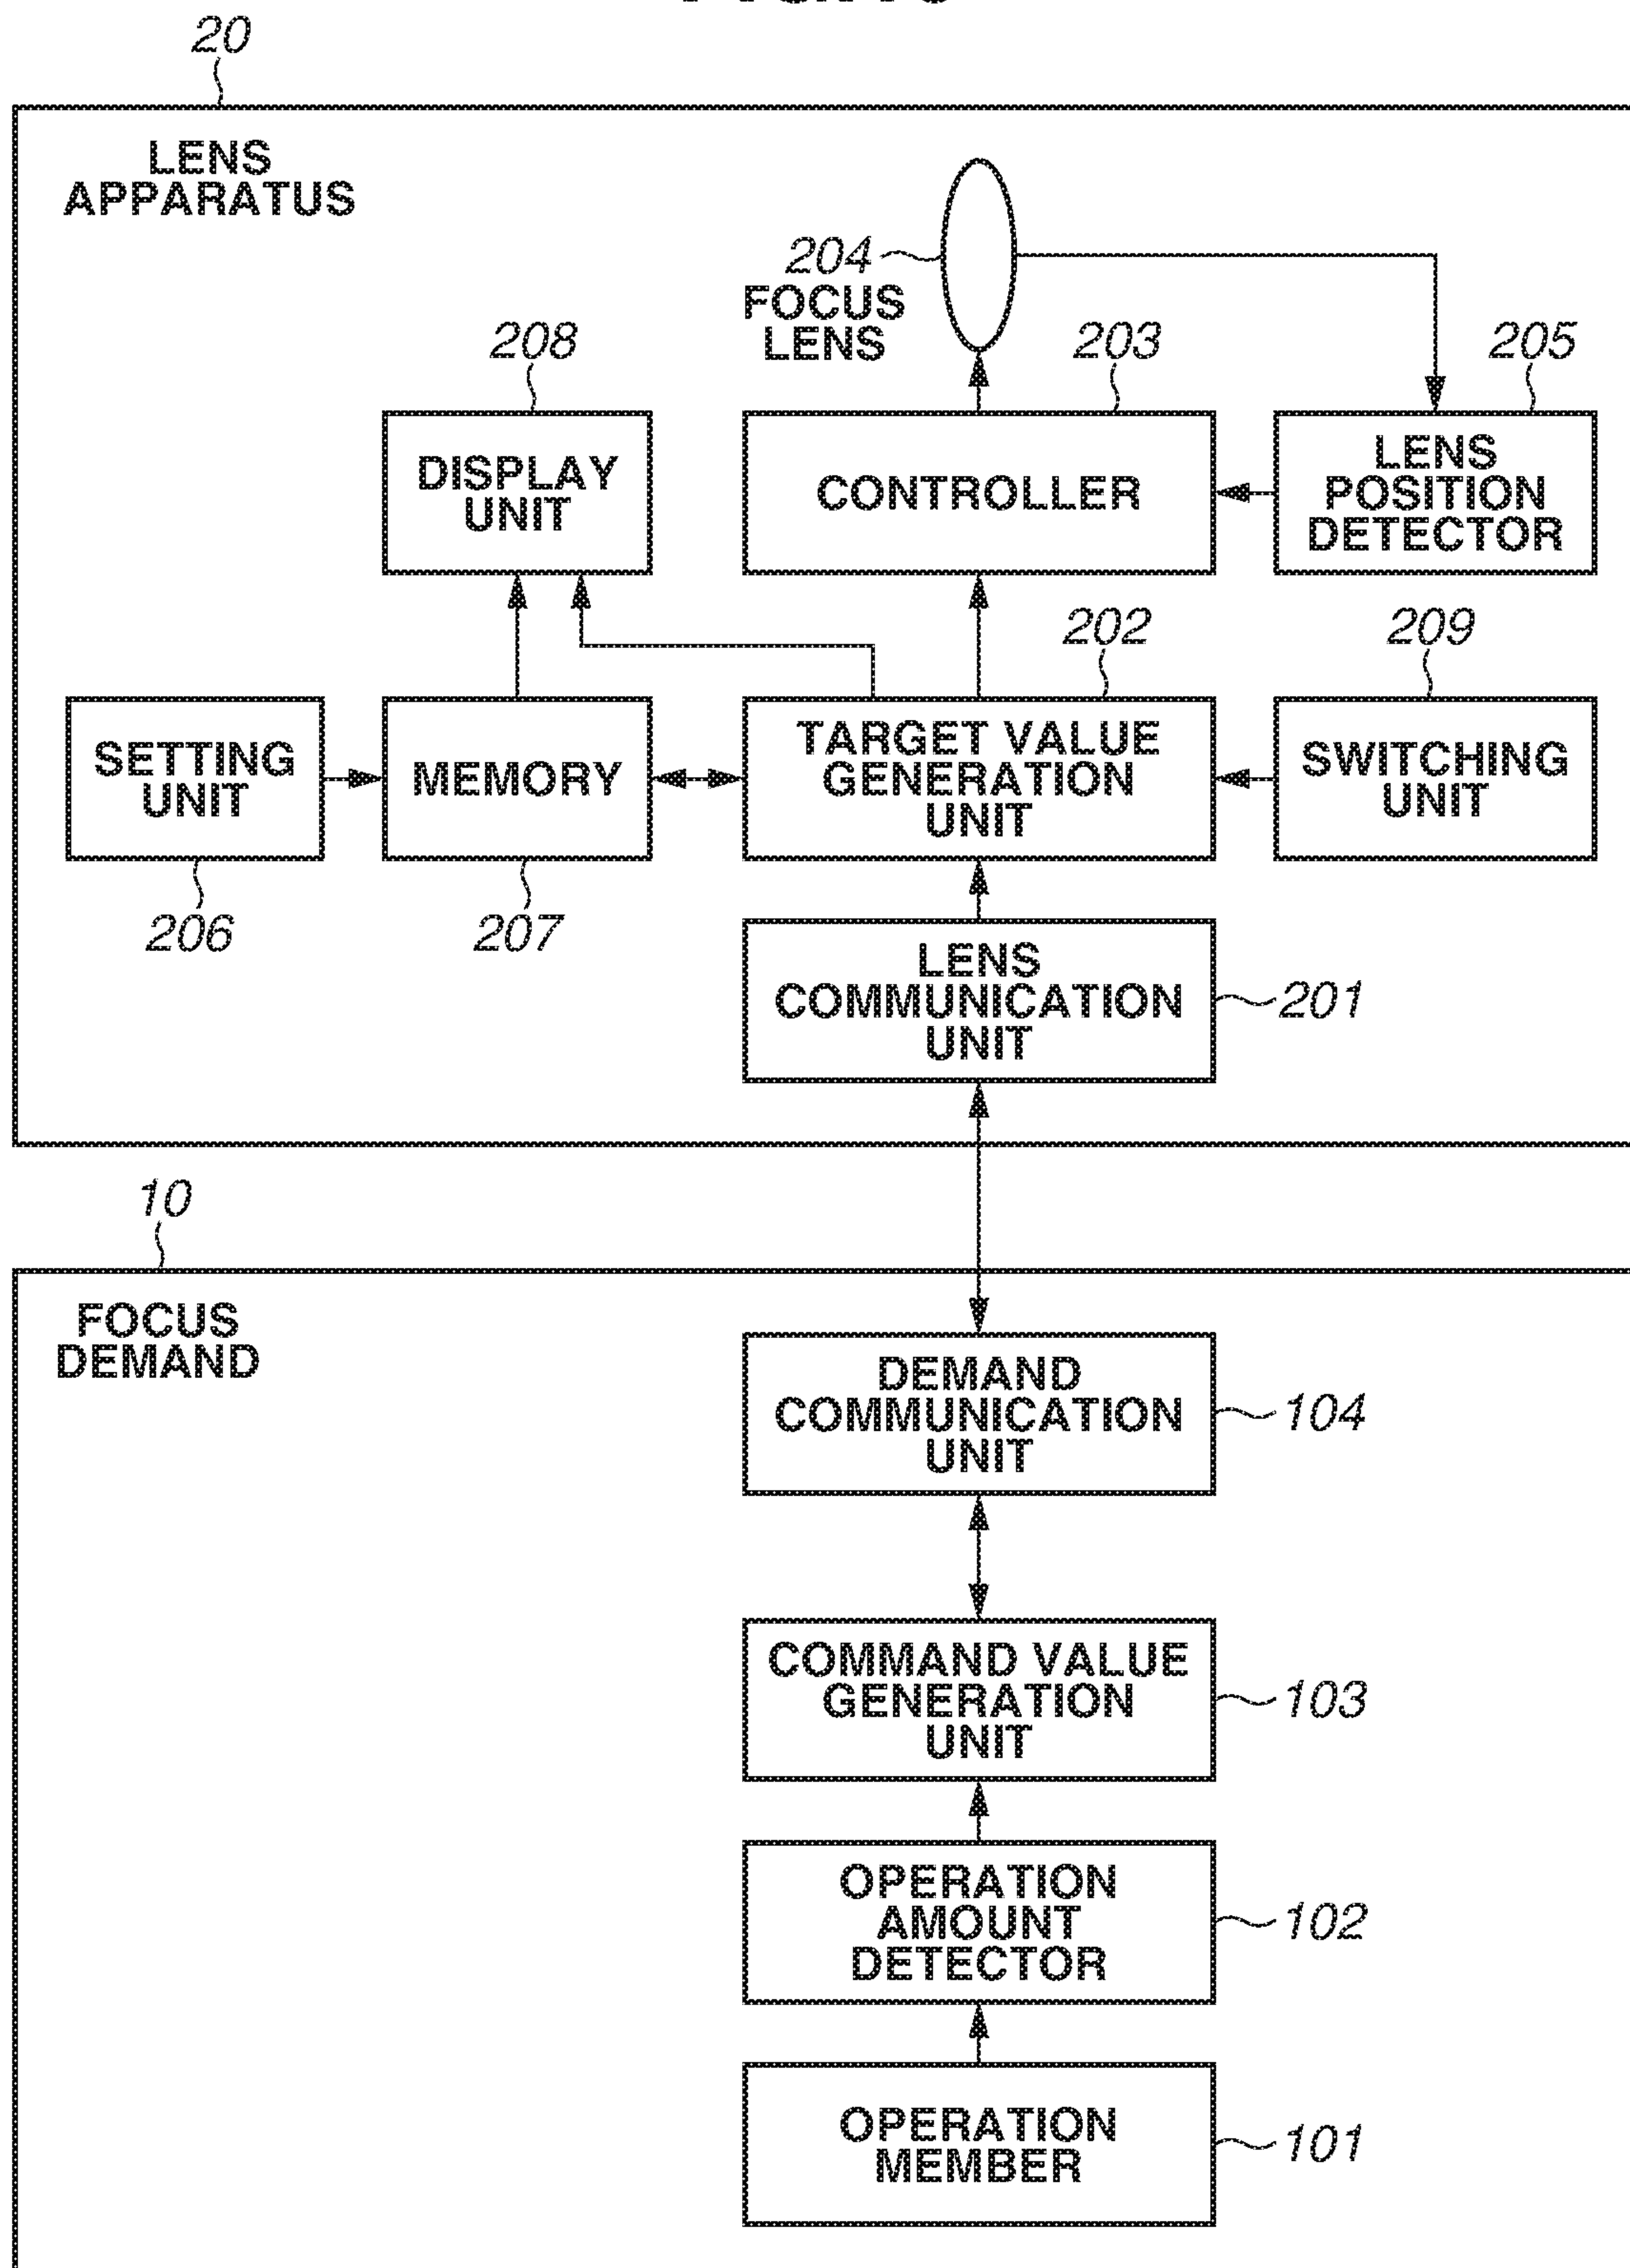 20
LENS
APPARATUS
204
FOCUS
LENS
208
203
205
DISPLAY
UNIT
CONTROLLER
LENS
POSITION
DETECTOR
202
209
SETTING
UNIT
MEMORY
TARGET VALUE
GENERATION
UNIT
SWITCHING
UNIT
206
207
LENS
COMMUNICATION
UNIT
201
10
FOCUS
DEMAND
DEMAND
COMMUNICATION
UNIT
104
COMMAND VALUE
GENERATION
UNIT
103
OPERATION
AMOUNT
DETECTOR
102
OPERATION
MEMBER
101